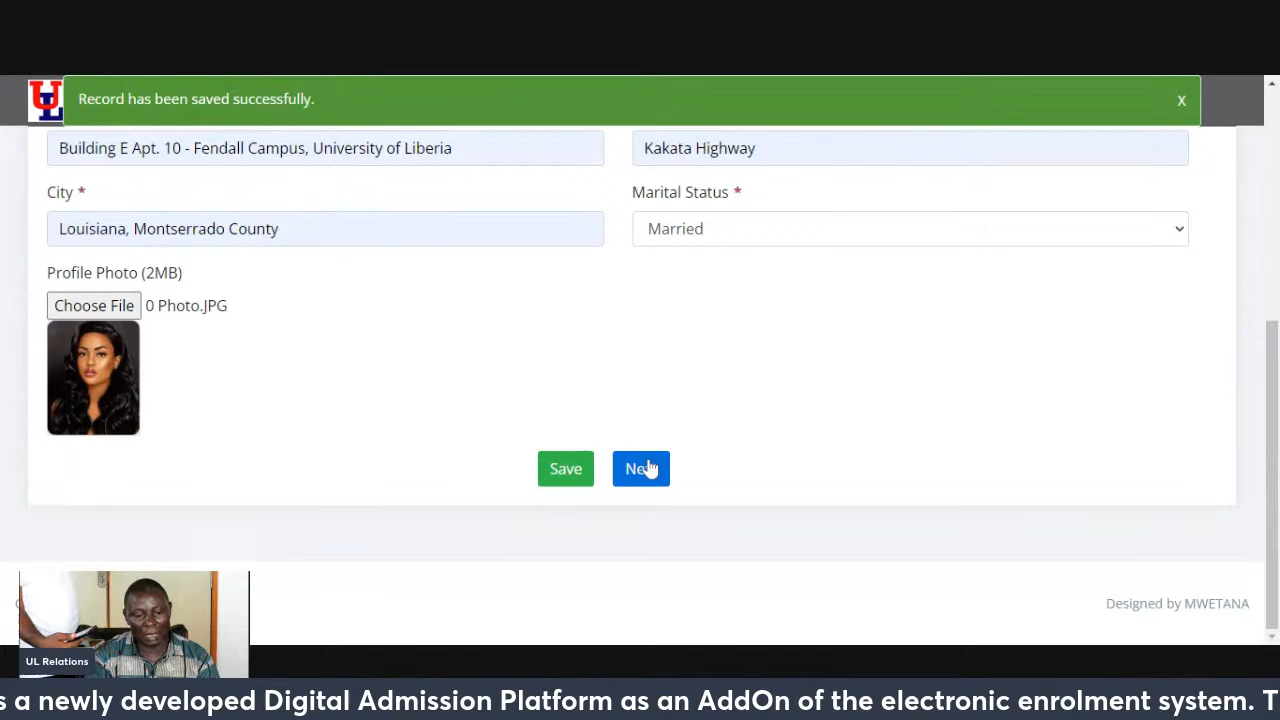 UL
Record has been saved successfully.
X
Building E Apt. 10 - Fendall Campus, University of Liberia
Kakata Highway
City *
Marital Status *
Louisiana, Montserrado County
Married
Profile Photo (2MB)
Choose File 0 Photo.JPG
Save
Designed by MWETANA
UL Relations
s a newly developed Digital Admission Platform as an AddOn of the electronic enrolment system. T